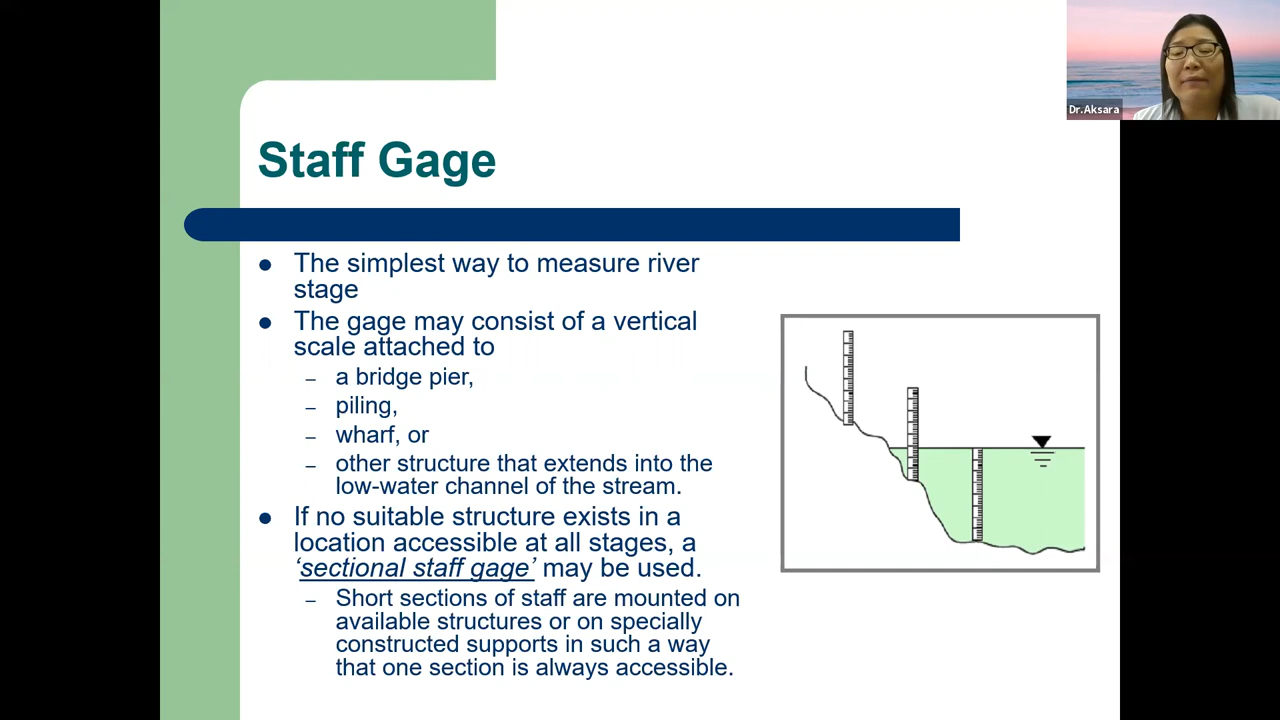 Dr.Aksara
Staff Gage
● The simplest way to measure river
stage
● The gage may consist of a vertical
scale attached to
– a bridge pier,
– piling,
– wharf, or
– other structure that extends into the
low-water channel of the stream.
● If no suitable structure exists in a
location accessible at all stages, a
‘sectional staff gage’ may be used.
– Short sections of staff are mounted on
available structures or on specially
constructed supports in such a way
that one section is always accessible.